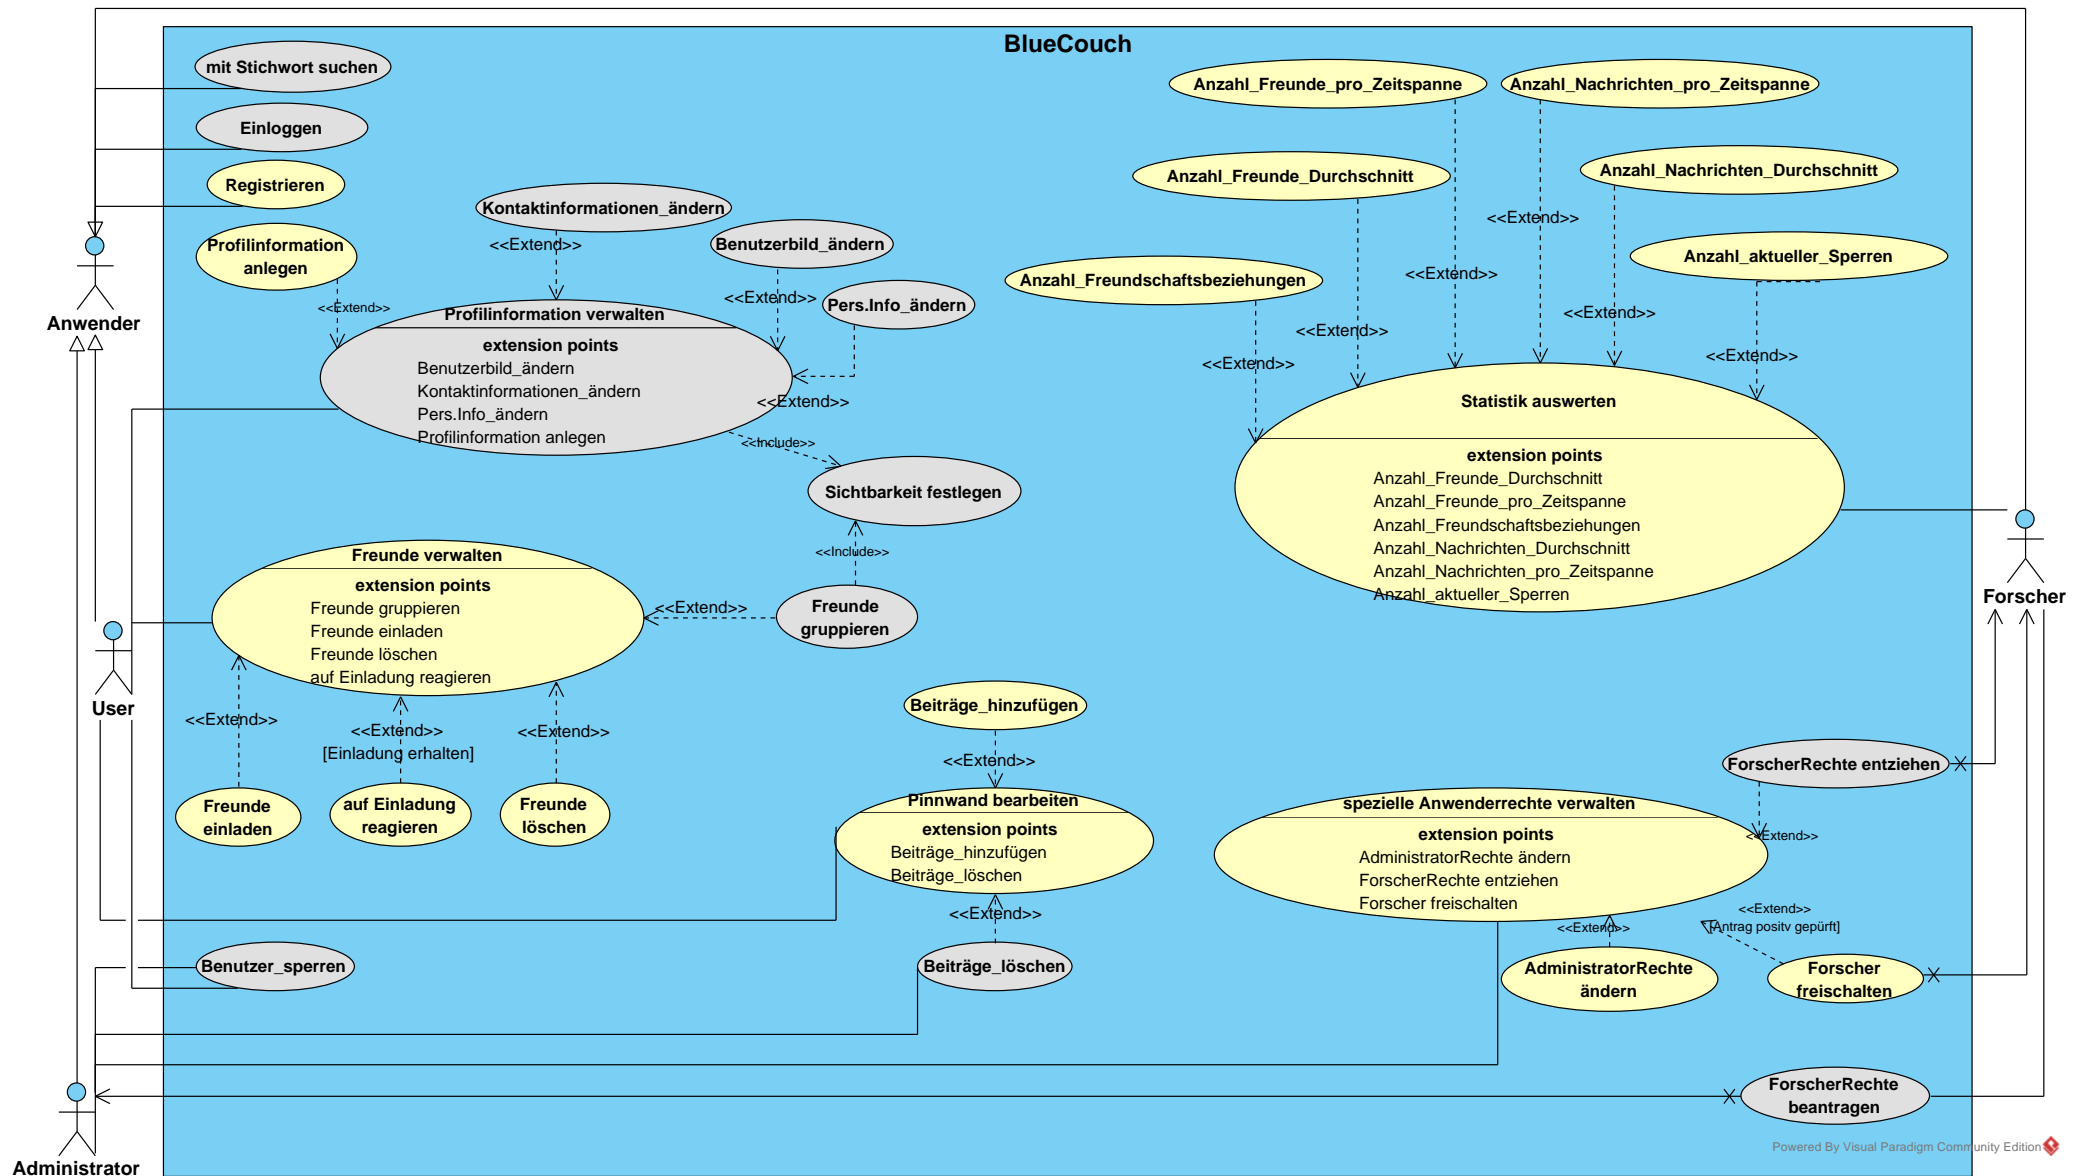 BlueCouch
mit Stichwort suchen
Einloggen
Registrieren
Profilinformation
anlegen
<<Extend>>
Kontaktinformationen_ändern
<<Extend>>
Benutzerbild_ändern
<<Extend>>
Pers.Info_ändern
<<Extend>>
Profilinformation verwalten
extension points
Benutzerbild_ändern
Kontaktinformationen_ändern
Pers.Info_ändern
Profilinformation anlegen
<<Include>>
Sichtbarkeit festlegen
<<Include>>
Freunde
gruppieren
<<Extend>>
Freunde verwalten
extension points
Freunde gruppieren
Freunde einladen
Freunde löschen
auf Einladung reagieren
<<Extend>>
<<Extend>>
[Einladung erhalten]
<<Extend>>
Freunde
einladen
auf Einladung
reagieren
Freunde
löschen
Anwender
User
Administrator
Forscher
Anzahl_Freunde_pro_Zeitspanne
Anzahl_Nachrichten_pro_Zeitspanne
Anzahl_Freunde_Durchschnitt
Anzahl_Nachrichten_Durchschnitt
<<Extend>>
Anzahl_Freundschaftsbeziehungen
Anzahl_aktueller_Sperren
<<Extend>>
<<Extend>>
<<Extend>>
<<Extend>>
<<Extend>>
Statistik auswerten
extension points
Anzahl_Freunde_Durchschnitt
Anzahl_Freunde_pro_Zeitspanne
Anzahl_Freundschaftsbeziehungen
Anzahl_Nachrichten_Durchschnitt
Anzahl_Nachrichten_pro_Zeitspanne
Anzahl_aktueller_Sperren
Beiträge_hinzufügen
<<Extend>>
Pinnwand bearbeiten
extension points
Beiträge_hinzufügen
Beiträge_löschen
<<Extend>>
Beiträge_löschen
Benutzer_sperren
ForscherRechte entziehen
<<Extend>>
spezielle Anwenderrechte verwalten
extension points
AdministratorRechte ändern
ForscherRechte entziehen
Forscher freischalten
<<Extend>>
<<Extend>>
[Antrag positv gepürft]
AdministratorRechte
ändern
Forscher
freischalten
ForscherRechte
beantragen
Powered By Visual Paradigm Community Edition